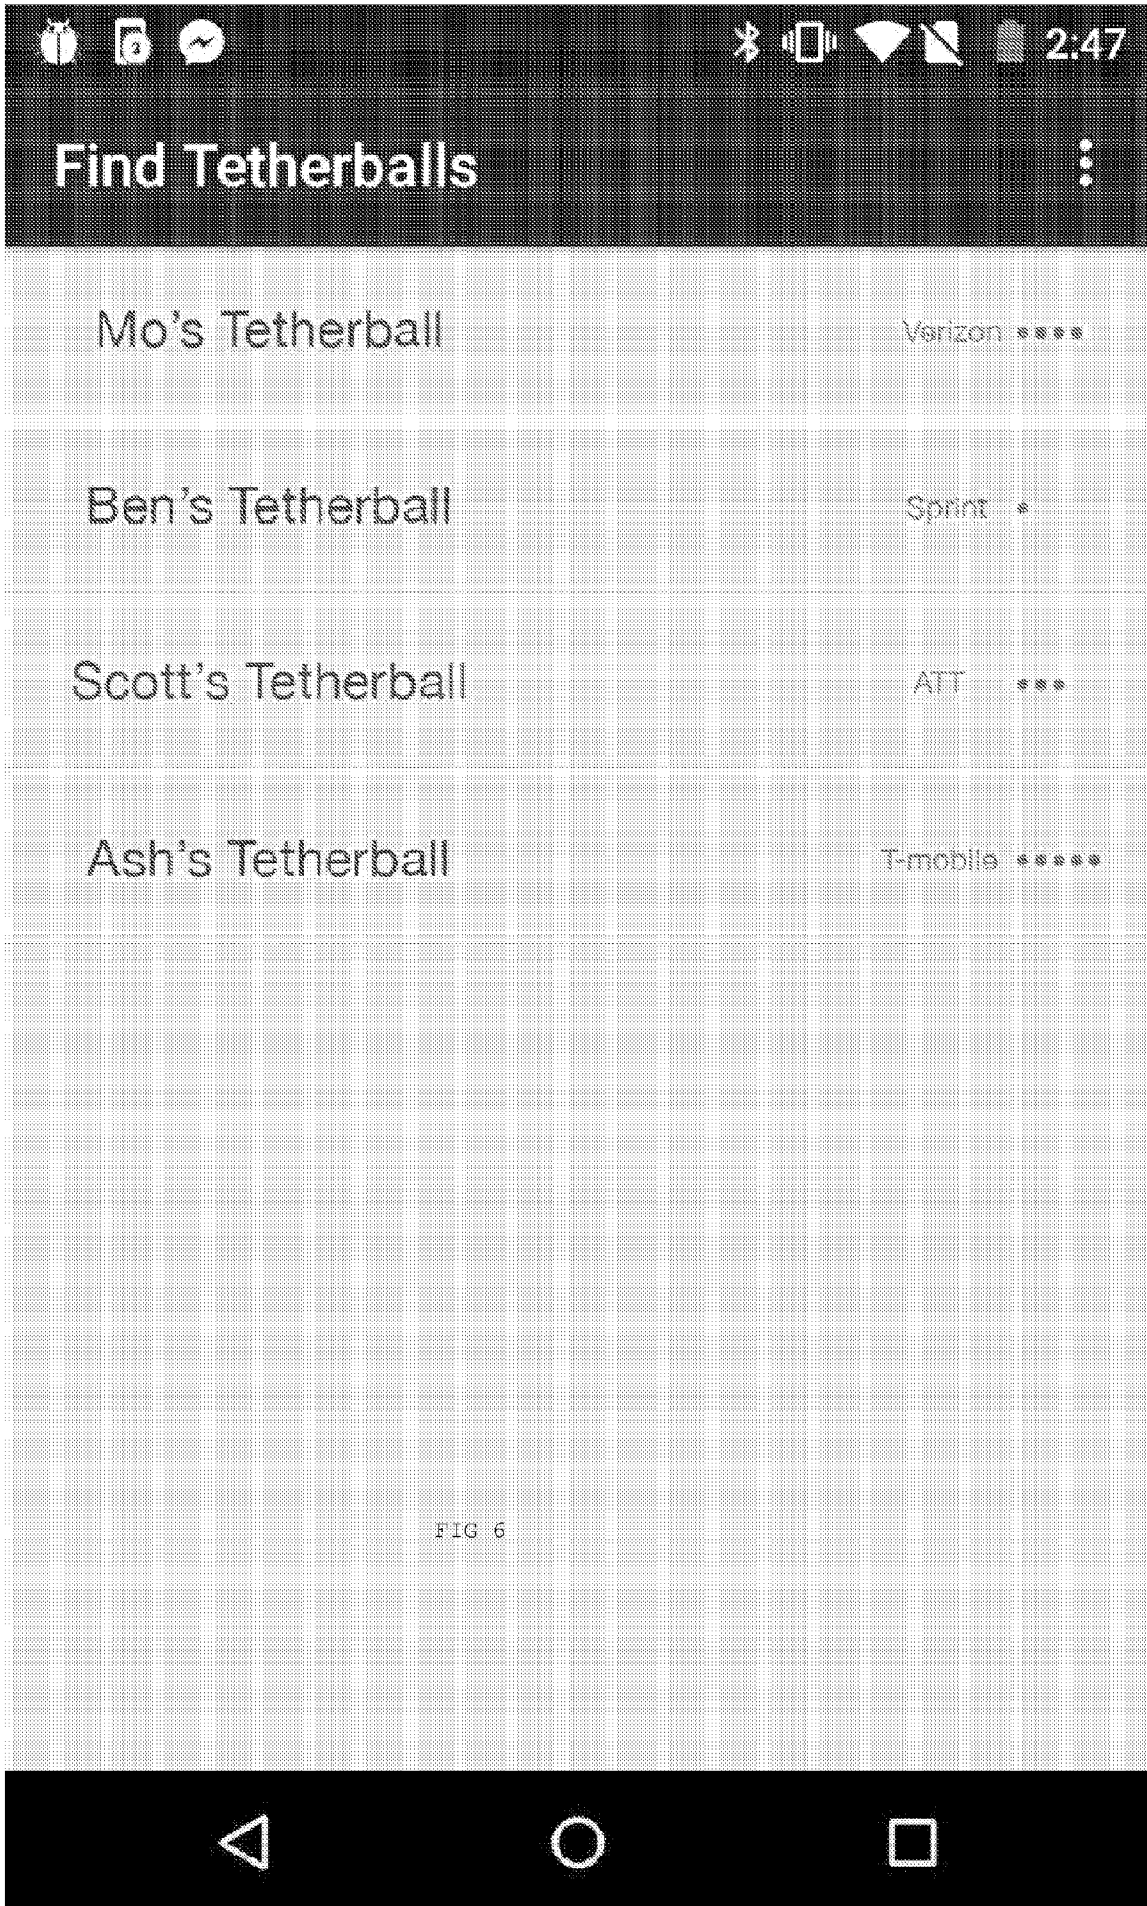 2:47
Find Tetherballs
Mo's Tetherball Verizon
Ben's Tetherball Sprint
Scott's Tetherball ATT
Ash's Tetherball T-mobile
FIG 6